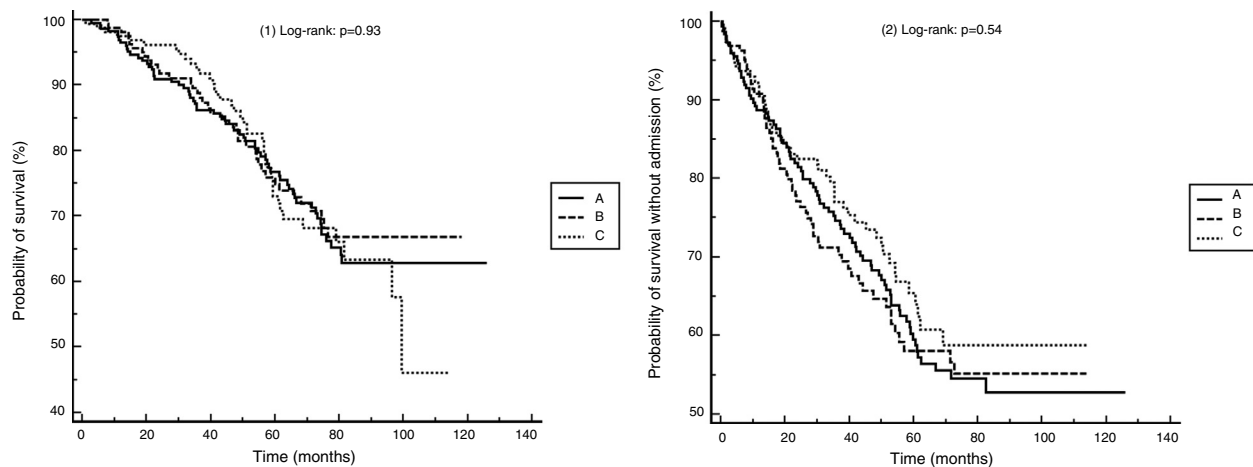 (1) Log-rank: p=0.93
Probability of survival (%)
100
90
80
70
60
50
40
0 20 40 60 80 100 120 140
Time (months)
A
B
C
(2) Log-rank: p=0.54
Probability of survival without admission (%)
100
90
80
70
60
50
0 20 40 60 80 100 120 140
Time (months)
A
B
C